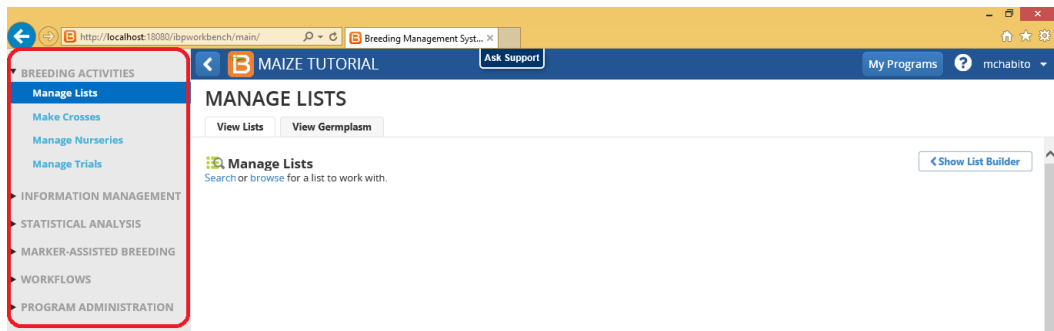 http://localhost:18080/ibpworkbench/main/
Breeding Management Syst...
BREEDING ACTIVITIES
Manage Lists
Make Crosses
Manage Nurseries
Manage Trials
INFORMATION MANAGEMENT
STATISTICAL ANALYSIS
MARKER-ASSISTED BREEDING
WORKFLOWS
PROGRAM ADMINISTRATION
MAIZE TUTORIAL
Ask Support
My Programs
mchabito
MANAGE LISTS
View Lists View Germplasm
Manage Lists
Show List Builder
Search or browse for a list to work with.